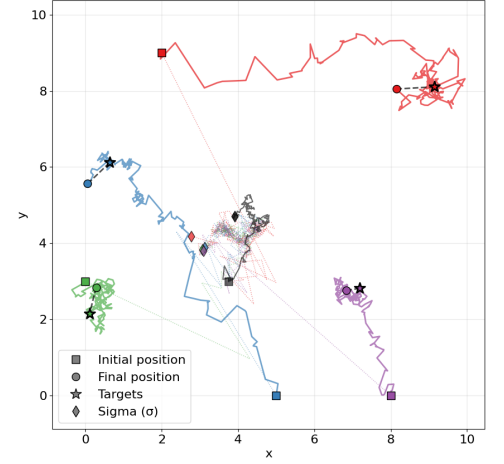 10
8
6
4
2
0
y
Initial position
Final position
Targets
Sigma (σ)
0 2 4 6 8 10
x